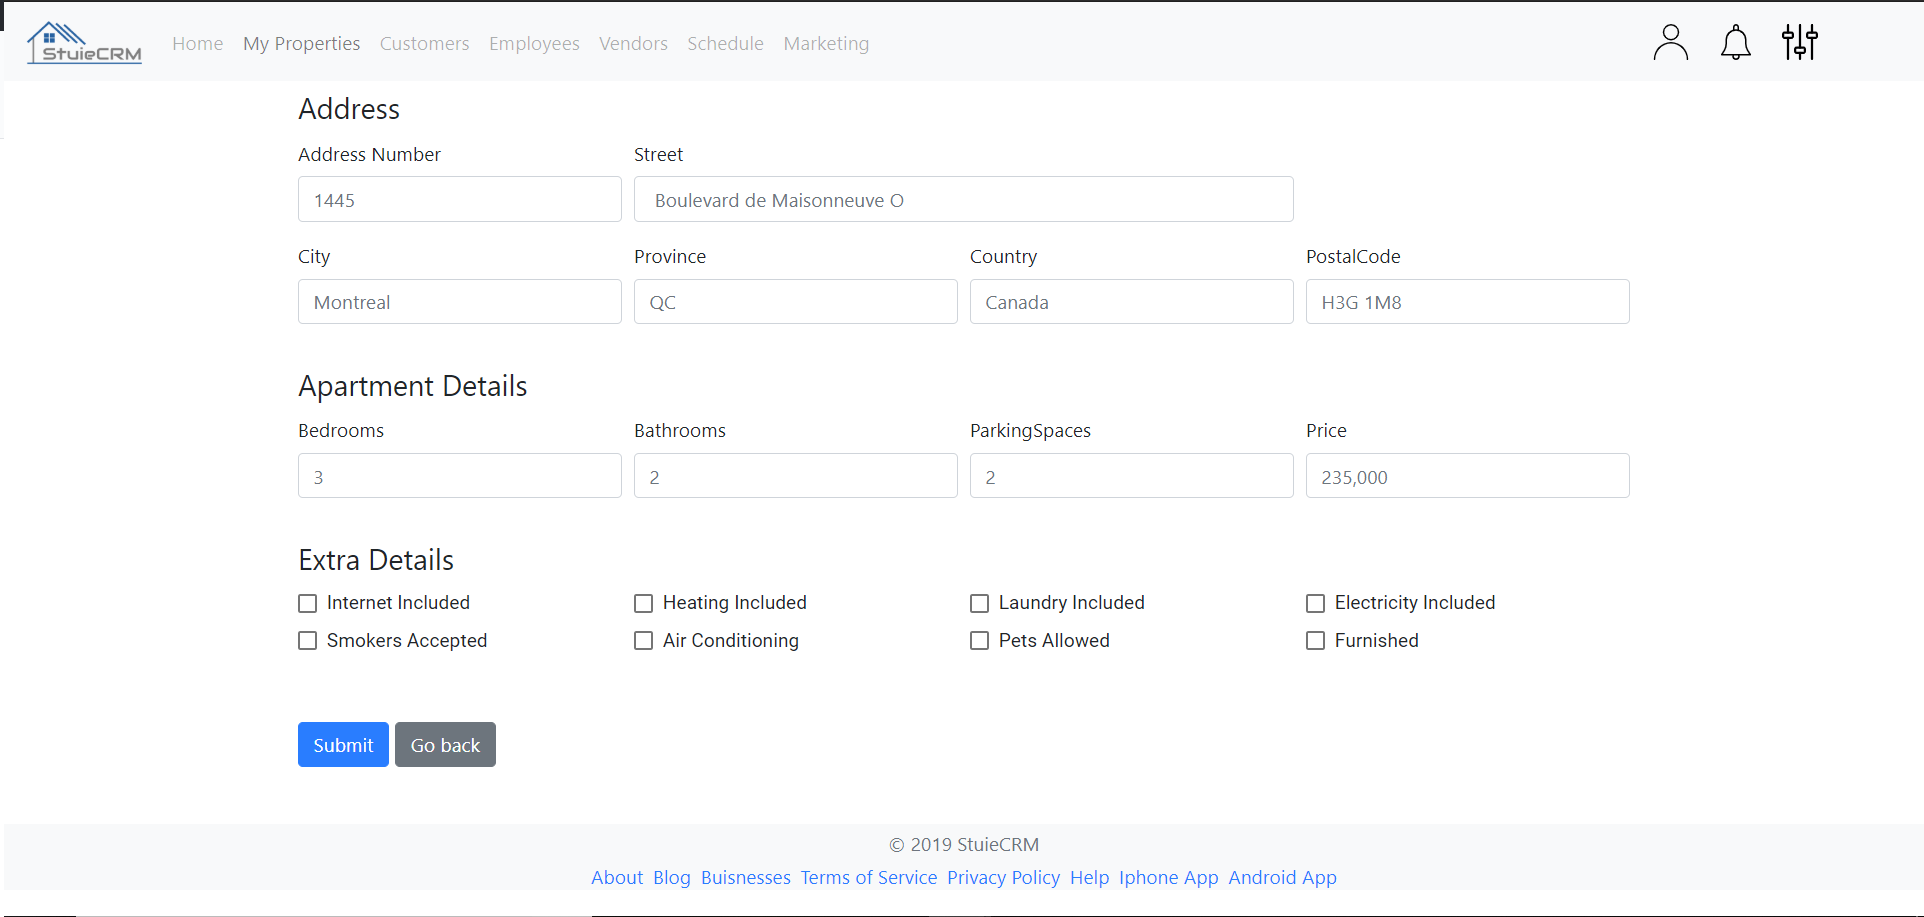 StuieCRM Home My Properties Customers Employees Vendors Schedule Marketing
Address
Address Number Street
1445 Boulevard de Maisonneuve O
City Province Country PostalCode
Montreal QC Canada H3G 1M8
Apartment Details
Bedrooms Bathrooms ParkingSpaces Price
3 2 2 235,000
Extra Details
Internet Included Heating Included Laundry Included Electricity Included
Smokers Accepted Air Conditioning Pets Allowed Furnished
Submit Go back
© 2019 StuieCRM
About Blog Buisnesses Terms of Service Privacy Policy Help Iphone App Android App